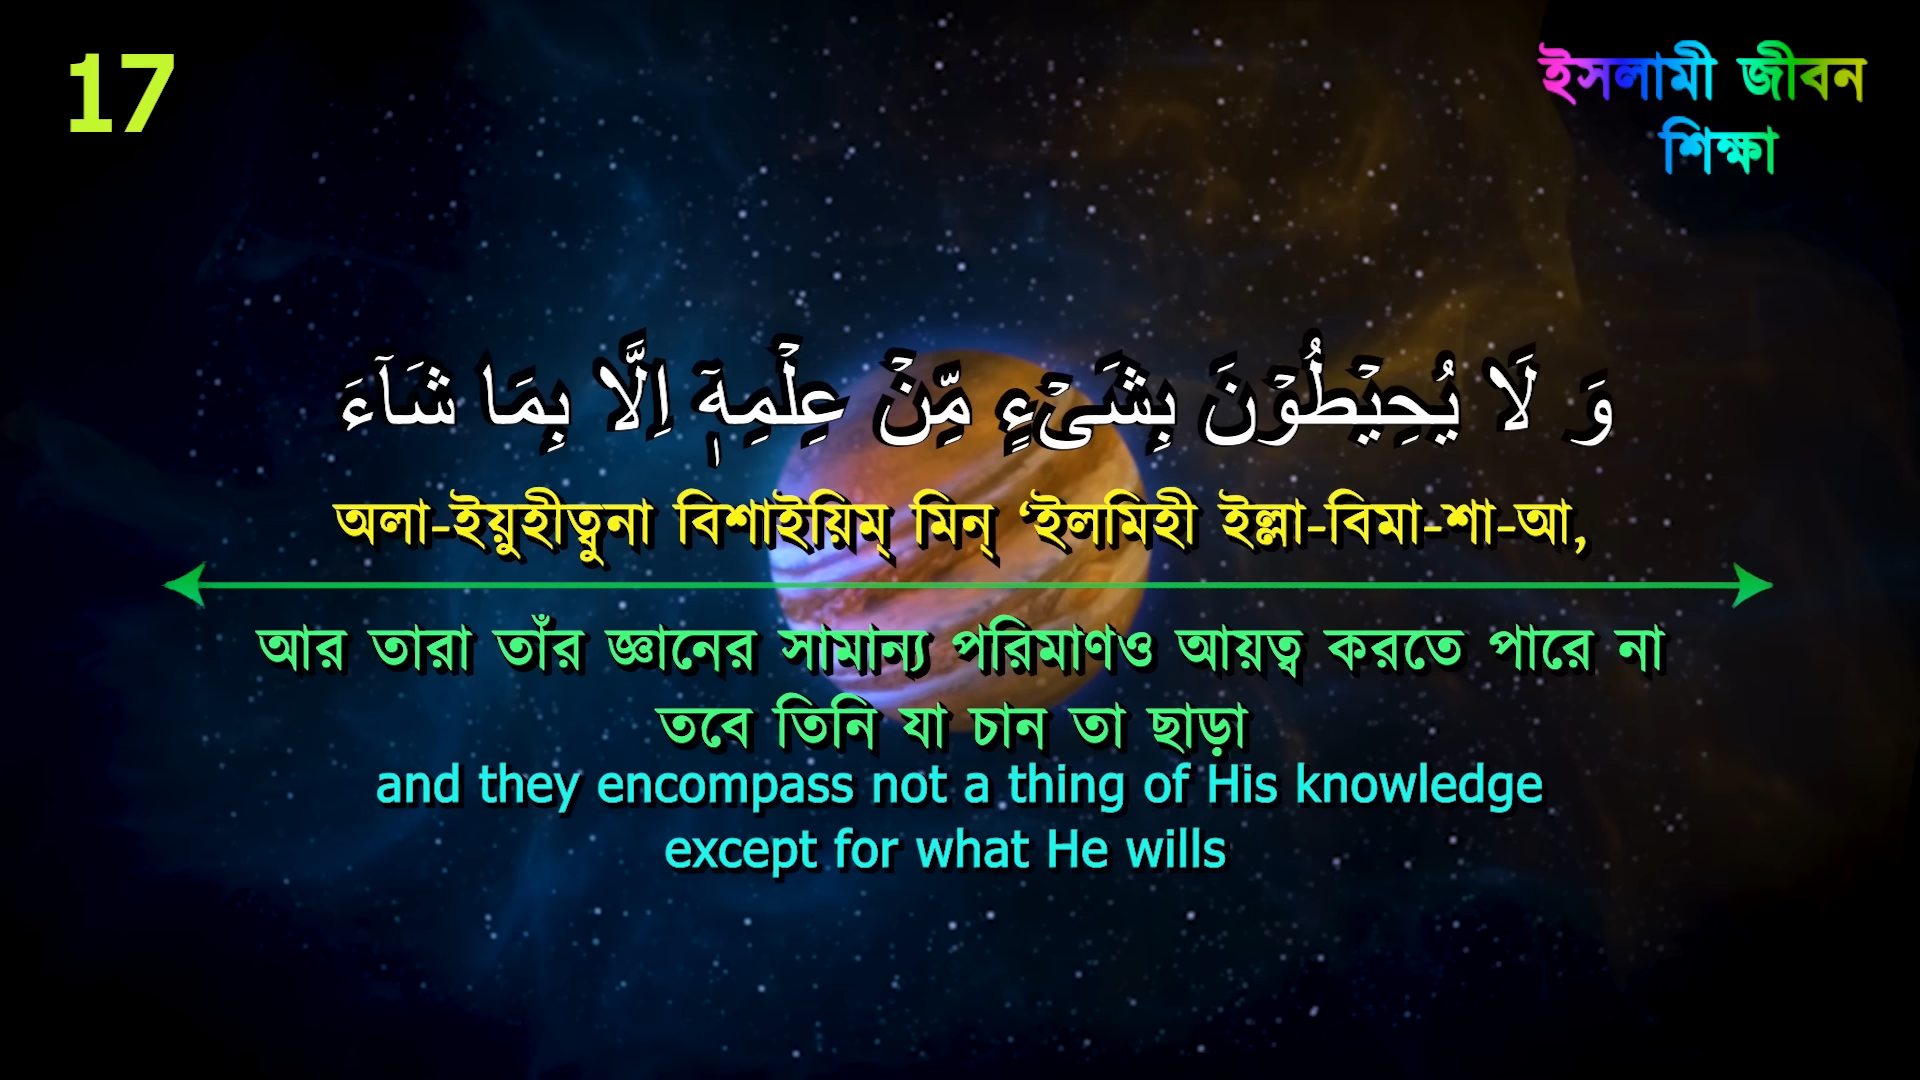 17
ইসলামী জীবন
শিক্ষা
وَ لَا یُحِیۡطُوۡنَ بِشَیۡءٍ مِّنۡ عِلۡمِهٖۤ اِلَّا بِمَا شَآءَ
অলা-ইয়ুহীত্বুনা বিশাইয়িম্ মিন্ ‘ইলমিহী ইল্লা-বিমা-শা-আ,
আর তারা তাঁর জ্ঞানের সামান্য পরিমাণও আয়ত্ব করতে পারে না
তবে তিনি যা চান তা ছাড়া
and they encompass not a thing of His knowledge
except for what He wills